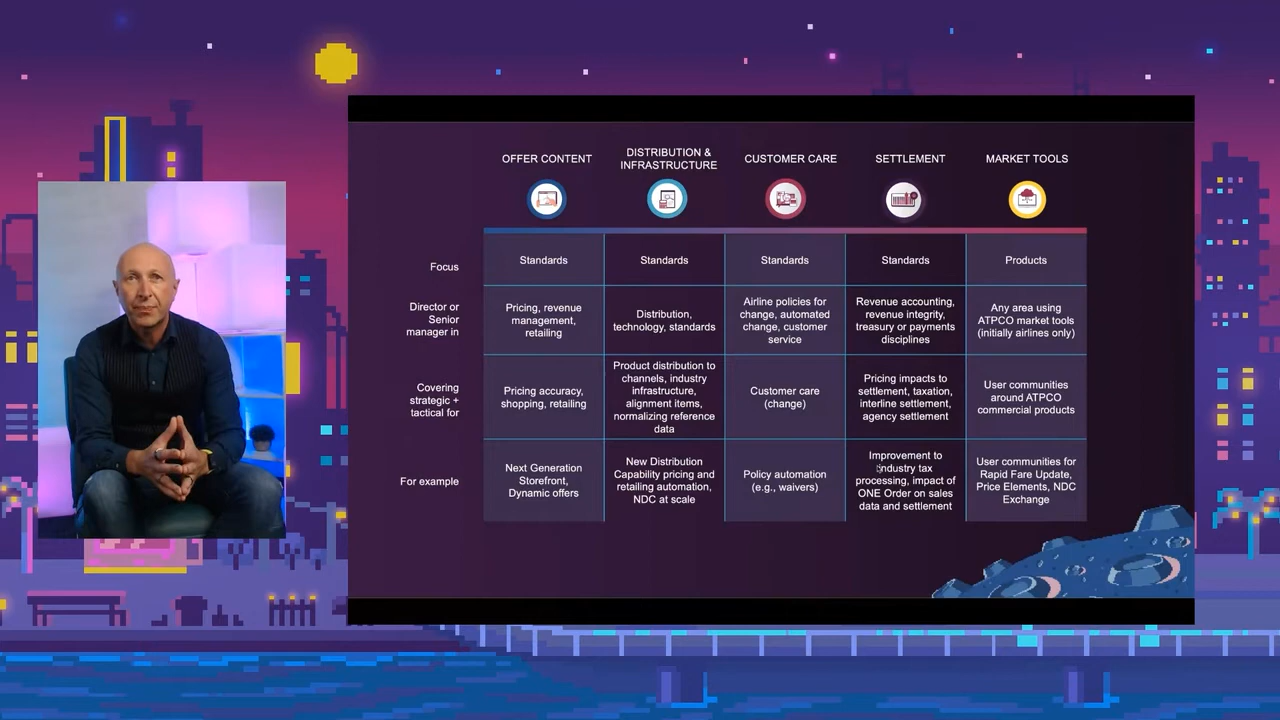 OFFER CONTENT
DISTRIBUTION &
INFRASTRUCTURE
CUSTOMER CARE
SETTLEMENT
MARKET TOOLS
Focus
Standards
Standards
Standards
Standards
Products
Director or
Senior
manager in
Pricing, revenue
management,
retailing
Distribution,
technology, standards
Airline policies for
change, automated
change, customer
service
Revenue accounting,
revenue integrity,
treasury or payments
disciplines
Any area using
ATPCO market tools
(initially airlines only)
Covering
strategic +
tactical for
Pricing accuracy,
shopping, retailing
Product distribution to
channels, industry
infrastructure,
alignment items,
normalizing reference
data
Customer care
(change)
Pricing impacts to
settlement, taxation,
interline settlement,
agency settlement
User communities
around ATPCO
commercial products
For example
Next Generation
Storefront,
Dynamic offers
New Distribution
Capability pricing and
retailing automation,
NDC at scale
Policy automation
(e.g., waivers)
Improvement to
industry tax
processing, impact of
ONE Order on sales
data and settlement
User communities for
Rapid Fare Update,
Price Elements, NDC
Exchange